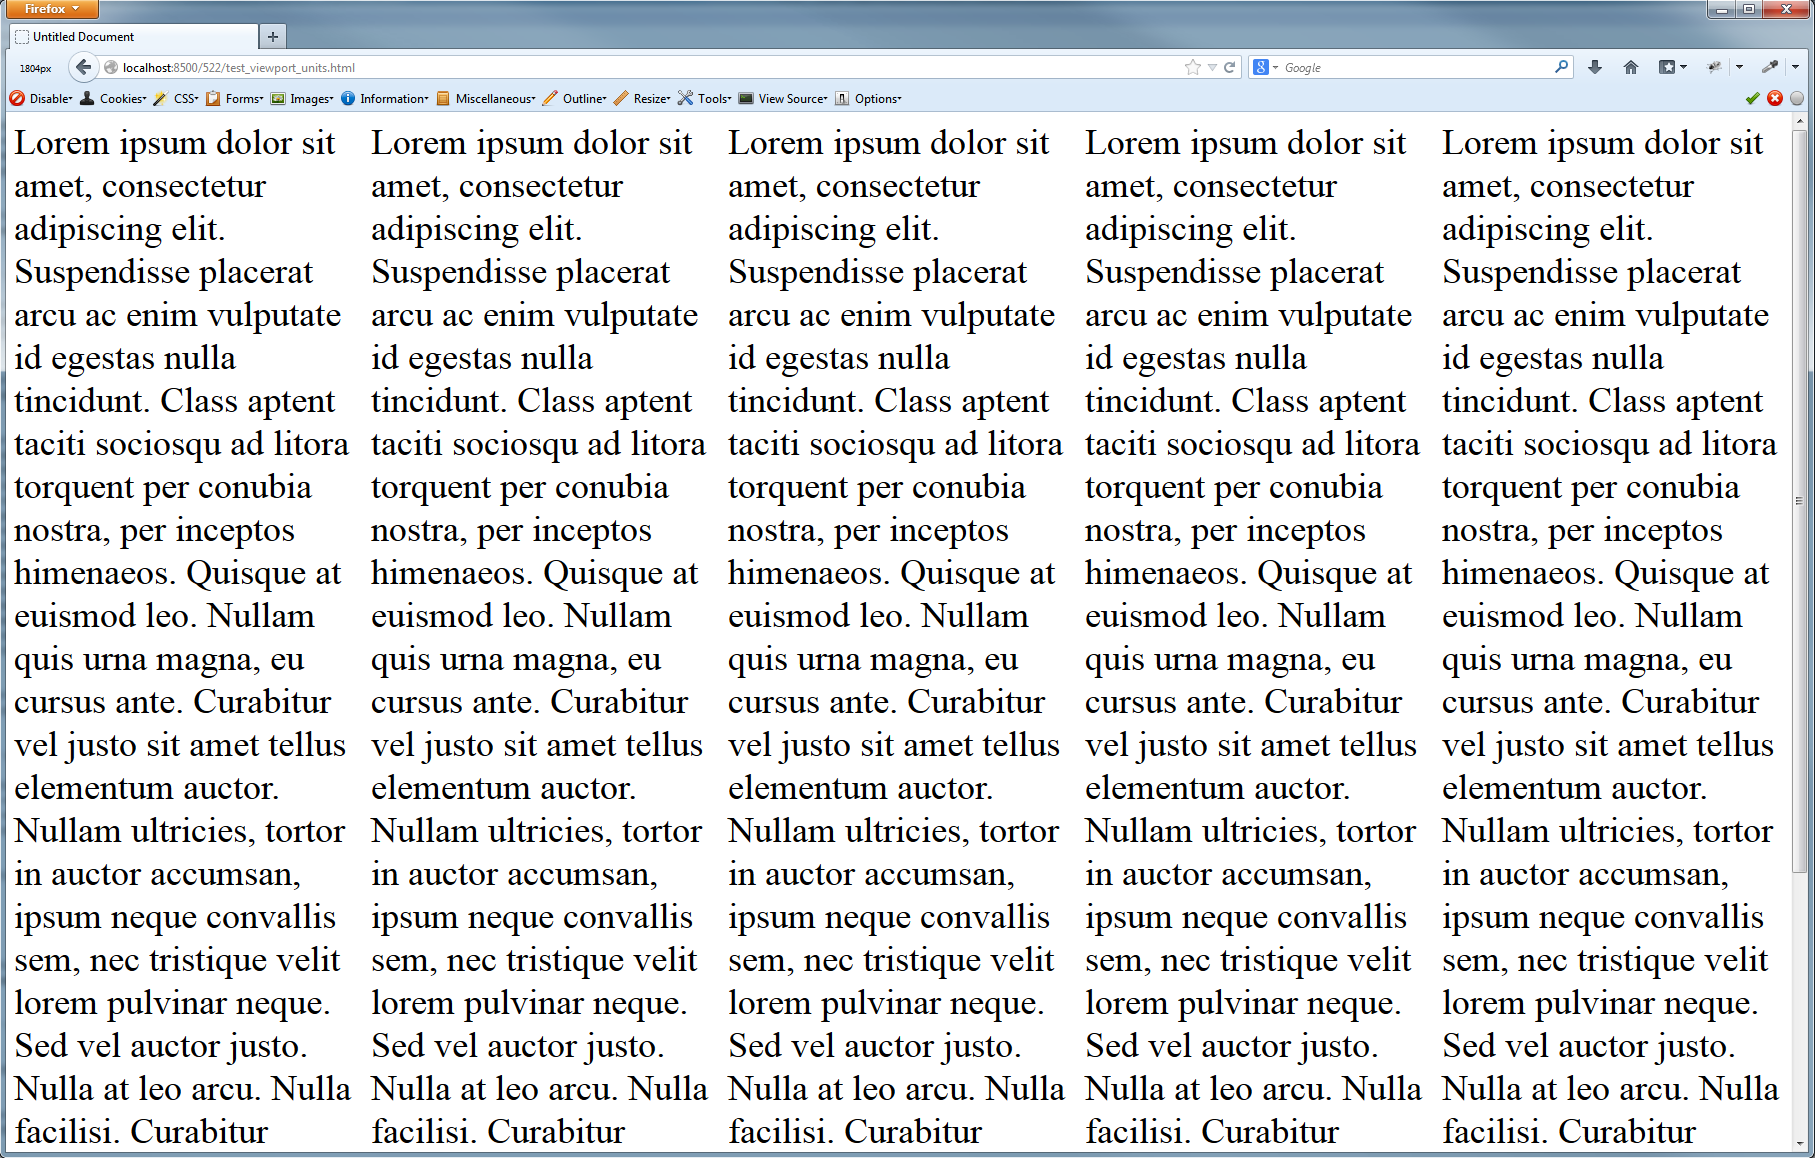 Firefox
Untitled Document
1804px
localhost:8500/522/test_viewport_units.html
Google
Disable Cookies CSS Forms Images Information Miscellaneous Outline Resize Tools View Source Options
Lorem ipsum dolor sit
amet, consectetur
adipiscing elit.
Suspendisse placerat
arcu ac enim vulputate
id egestas nulla
tincidunt. Class aptent
taciti sociosqu ad litora
torquent per conubia
nostra, per inceptos
himenaeos. Quisque at
euismod leo. Nullam
quis urna magna, eu
cursus ante. Curabitur
vel justo sit amet tellus
elementum auctor.
Nullam ultricies, tortor
in auctor accumsan,
ipsum neque convallis
sem, nec tristique velit
lorem pulvinar neque.
Sed vel auctor justo.
Nulla at leo arcu. Nulla
facilisi. Curabitur
Lorem ipsum dolor sit
amet, consectetur
adipiscing elit.
Suspendisse placerat
arcu ac enim vulputate
id egestas nulla
tincidunt. Class aptent
taciti sociosqu ad litora
torquent per conubia
nostra, per inceptos
himenaeos. Quisque at
euismod leo. Nullam
quis urna magna, eu
cursus ante. Curabitur
vel justo sit amet tellus
elementum auctor.
Nullam ultricies, tortor
in auctor accumsan,
ipsum neque convallis
sem, nec tristique velit
lorem pulvinar neque.
Sed vel auctor justo.
Nulla at leo arcu. Nulla
facilisi. Curabitur
Lorem ipsum dolor sit
amet, consectetur
adipiscing elit.
Suspendisse placerat
arcu ac enim vulputate
id egestas nulla
tincidunt. Class aptent
taciti sociosqu ad litora
torquent per conubia
nostra, per inceptos
himenaeos. Quisque at
euismod leo. Nullam
quis urna magna, eu
cursus ante. Curabitur
vel justo sit amet tellus
elementum auctor.
Nullam ultricies, tortor
in auctor accumsan,
ipsum neque convallis
sem, nec tristique velit
lorem pulvinar neque.
Sed vel auctor justo.
Nulla at leo arcu. Nulla
facilisi. Curabitur
Lorem ipsum dolor sit
amet, consectetur
adipiscing elit.
Suspendisse placerat
arcu ac enim vulputate
id egestas nulla
tincidunt. Class aptent
taciti sociosqu ad litora
torquent per conubia
nostra, per inceptos
himenaeos. Quisque at
euismod leo. Nullam
quis urna magna, eu
cursus ante. Curabitur
vel justo sit amet tellus
elementum auctor.
Nullam ultricies, tortor
in auctor accumsan,
ipsum neque convallis
sem, nec tristique velit
lorem pulvinar neque.
Sed vel auctor justo.
Nulla at leo arcu. Nulla
facilisi. Curabitur
Lorem ipsum dolor sit
amet, consectetur
adipiscing elit.
Suspendisse placerat
arcu ac enim vulputate
id egestas nulla
tincidunt. Class aptent
taciti sociosqu ad litora
torquent per conubia
nostra, per inceptos
himenaeos. Quisque at
euismod leo. Nullam
quis urna magna, eu
cursus ante. Curabitur
vel justo sit amet tellus
elementum auctor.
Nullam ultricies, tortor
in auctor accumsan,
ipsum neque convallis
sem, nec tristique velit
lorem pulvinar neque.
Sed vel auctor justo.
Nulla at leo arcu. Nulla
facilisi. Curabitur